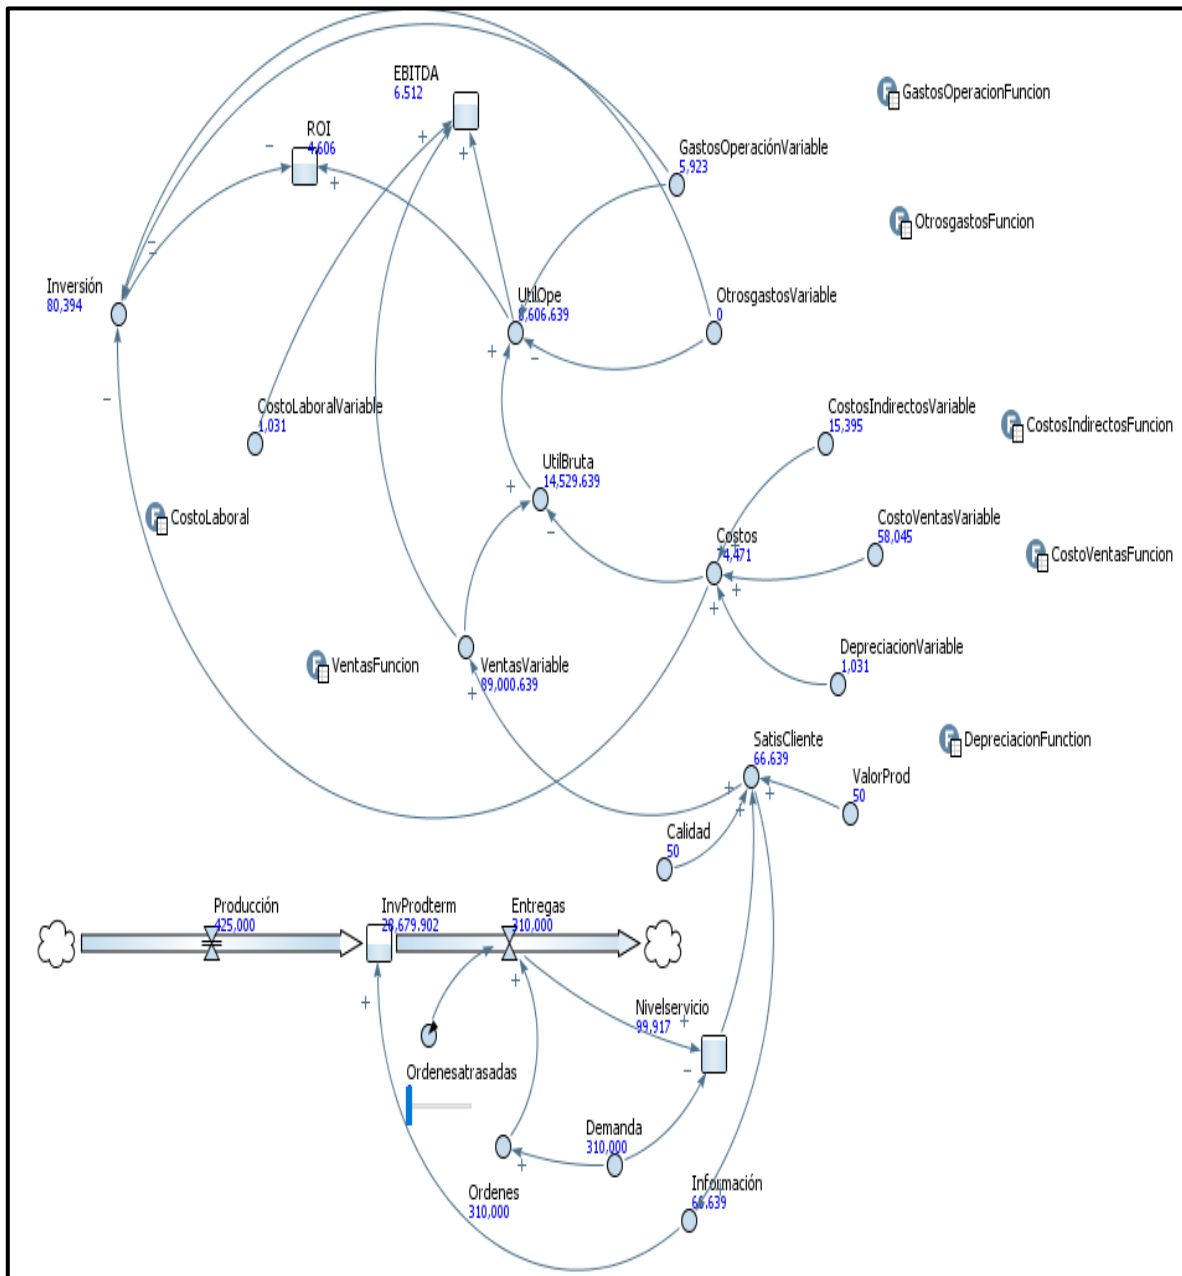 EBITDA
6.512
GastosOperacionFuncion
ROI
4.606
GastosOperaciónVariable
5,923
OtrosgastosFuncion
Inversión
80,394
UtilOpe
8,606.639
OtrosgastosVariable
0
CostoLaboralVariable
1,031
CostosIndirectosVariable
15,395
CostosIndirectosFuncion
UtilBruta
14,529.639
CostoLaboral
Costos
74,471
CostoVentasVariable
58,045
CostoVentasFuncion
VentasFuncion
VentasVariable
89,000.639
DepreciacionVariable
1,031
SatisCliente
66.639
DepreciacionFunction
ValorProd
50
Calidad
50
Producción
425,000
InvProdterm
28,679.902
Entregas
310,000
Nivelservicio
99,917
Ordenesatrasadas
Demanda
310,000
Ordenes
310,000
Información
66.639